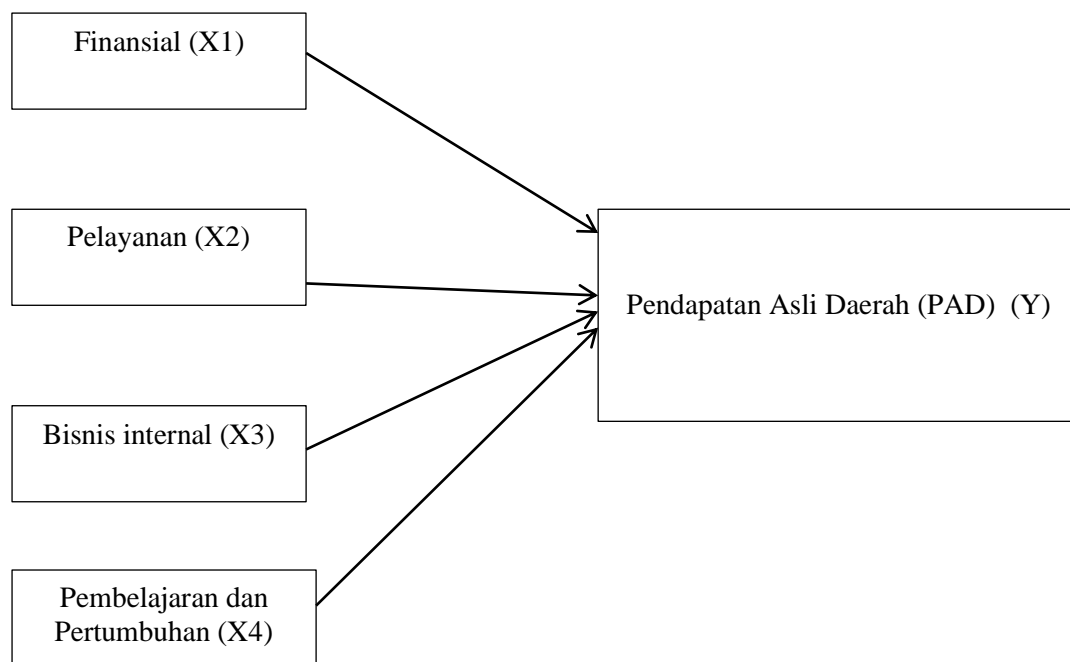 Finansial (X1)
Pelayanan (X2)
Pendapatan Asli Daerah (PAD)  (Y)
Bisnis internal (X3)
Pembelajaran dan
Pertumbuhan (X4)